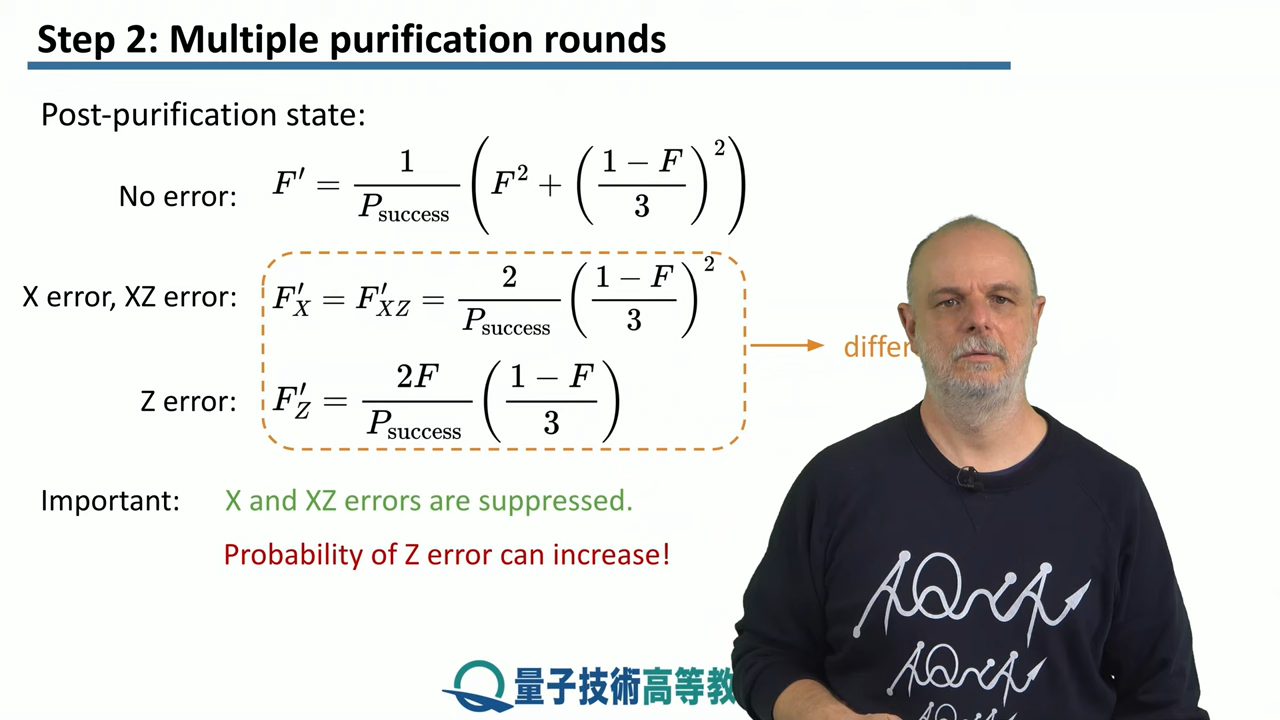 Step 2: Multiple purification rounds
Post-purification state:
No error: F′ = 1/P_success (F² + ((1 − F)/3)²)
X error, XZ error: F′_X = F′_XZ = 2/P_success ((1 − F)/3)²
Z error: F′_Z = 2F/P_success ((1 − F)/3)
differ
Important: X and XZ errors are suppressed.
Probability of Z error can increase!
量子技術高等教